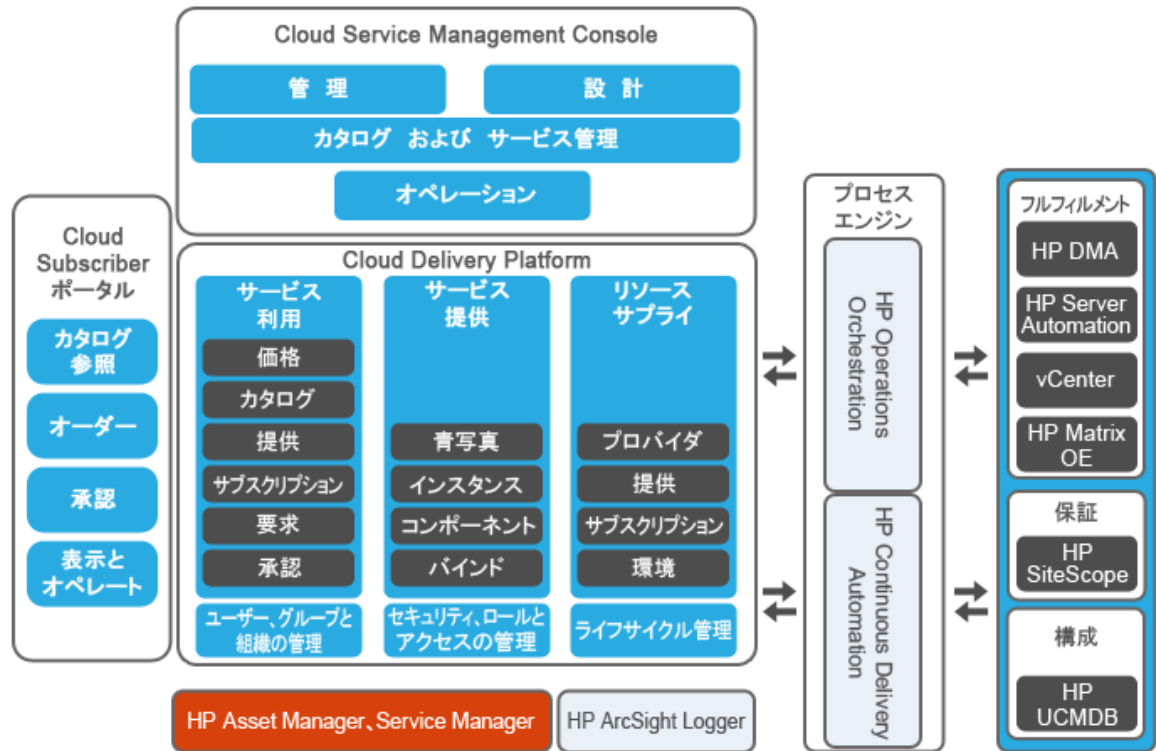 Cloud Service Management Console
管 理
設 計
カタログ および サービス管理
オペレーション
Cloud
Subscriber
ポータル
カタログ
参照
オーダー
承認
表示と
オペレート
Cloud Delivery Platform
サービス
利用
価格
カタログ
提供
サブスクリプション
要求
承認
ユーザー、グループと
組織の管理
サービス
提供
青写真
インスタンス
コンポーネント
バインド
セキュリティ、ロールと
アクセスの管理
リソース
サプライ
プロバイダ
提供
サブスクリプション
環境
ライフサイクル管理
プロセス
エンジン
HP Operations
Orchestration
HP Continuous Delivery
Automation
フルフィルメント
HP DMA
HP Server
Automation
vCenter
HP Matrix
OE
保証
HP
SiteScope
構成
HP
UCMDB
HP Asset Manager、Service Manager
HP ArcSight Logger